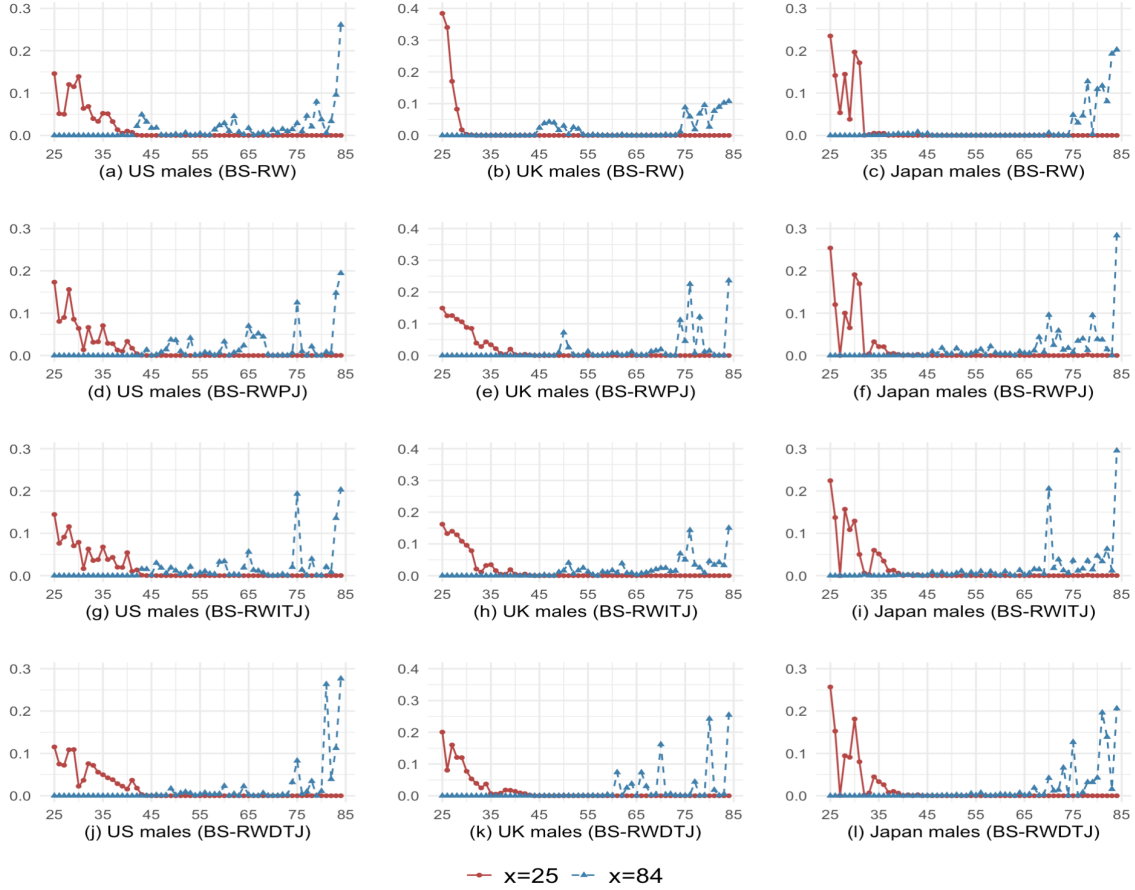 0.3
0.2
0.1
0.0
25 35 45 55 65 75 85
(a) US males (BS-RW)
0.4
0.3
0.2
0.1
0.0
25 35 45 55 65 75 85
(b) UK males (BS-RW)
0.3
0.2
0.1
0.0
25 35 45 55 65 75 85
(c) Japan males (BS-RW)
0.3
0.2
0.1
0.0
25 35 45 55 65 75 85
(d) US males (BS-RWPJ)
0.4
0.3
0.2
0.1
0.0
25 35 45 55 65 75 85
(e) UK males (BS-RWPJ)
0.3
0.2
0.1
0.0
25 35 45 55 65 75 85
(f) Japan males (BS-RWPJ)
0.3
0.2
0.1
0.0
25 35 45 55 65 75 85
(g) US males (BS-RWITJ)
0.4
0.3
0.2
0.1
0.0
25 35 45 55 65 75 85
(h) UK males (BS-RWITJ)
0.3
0.2
0.1
0.0
25 35 45 55 65 75 85
(i) Japan males (BS-RWITJ)
0.3
0.2
0.1
0.0
25 35 45 55 65 75 85
(j) US males (BS-RWDTJ)
0.4
0.3
0.2
0.1
0.0
25 35 45 55 65 75 85
(k) UK males (BS-RWDTJ)
0.3
0.2
0.1
0.0
25 35 45 55 65 75 85
(l) Japan males (BS-RWDTJ)
x=25 x=84